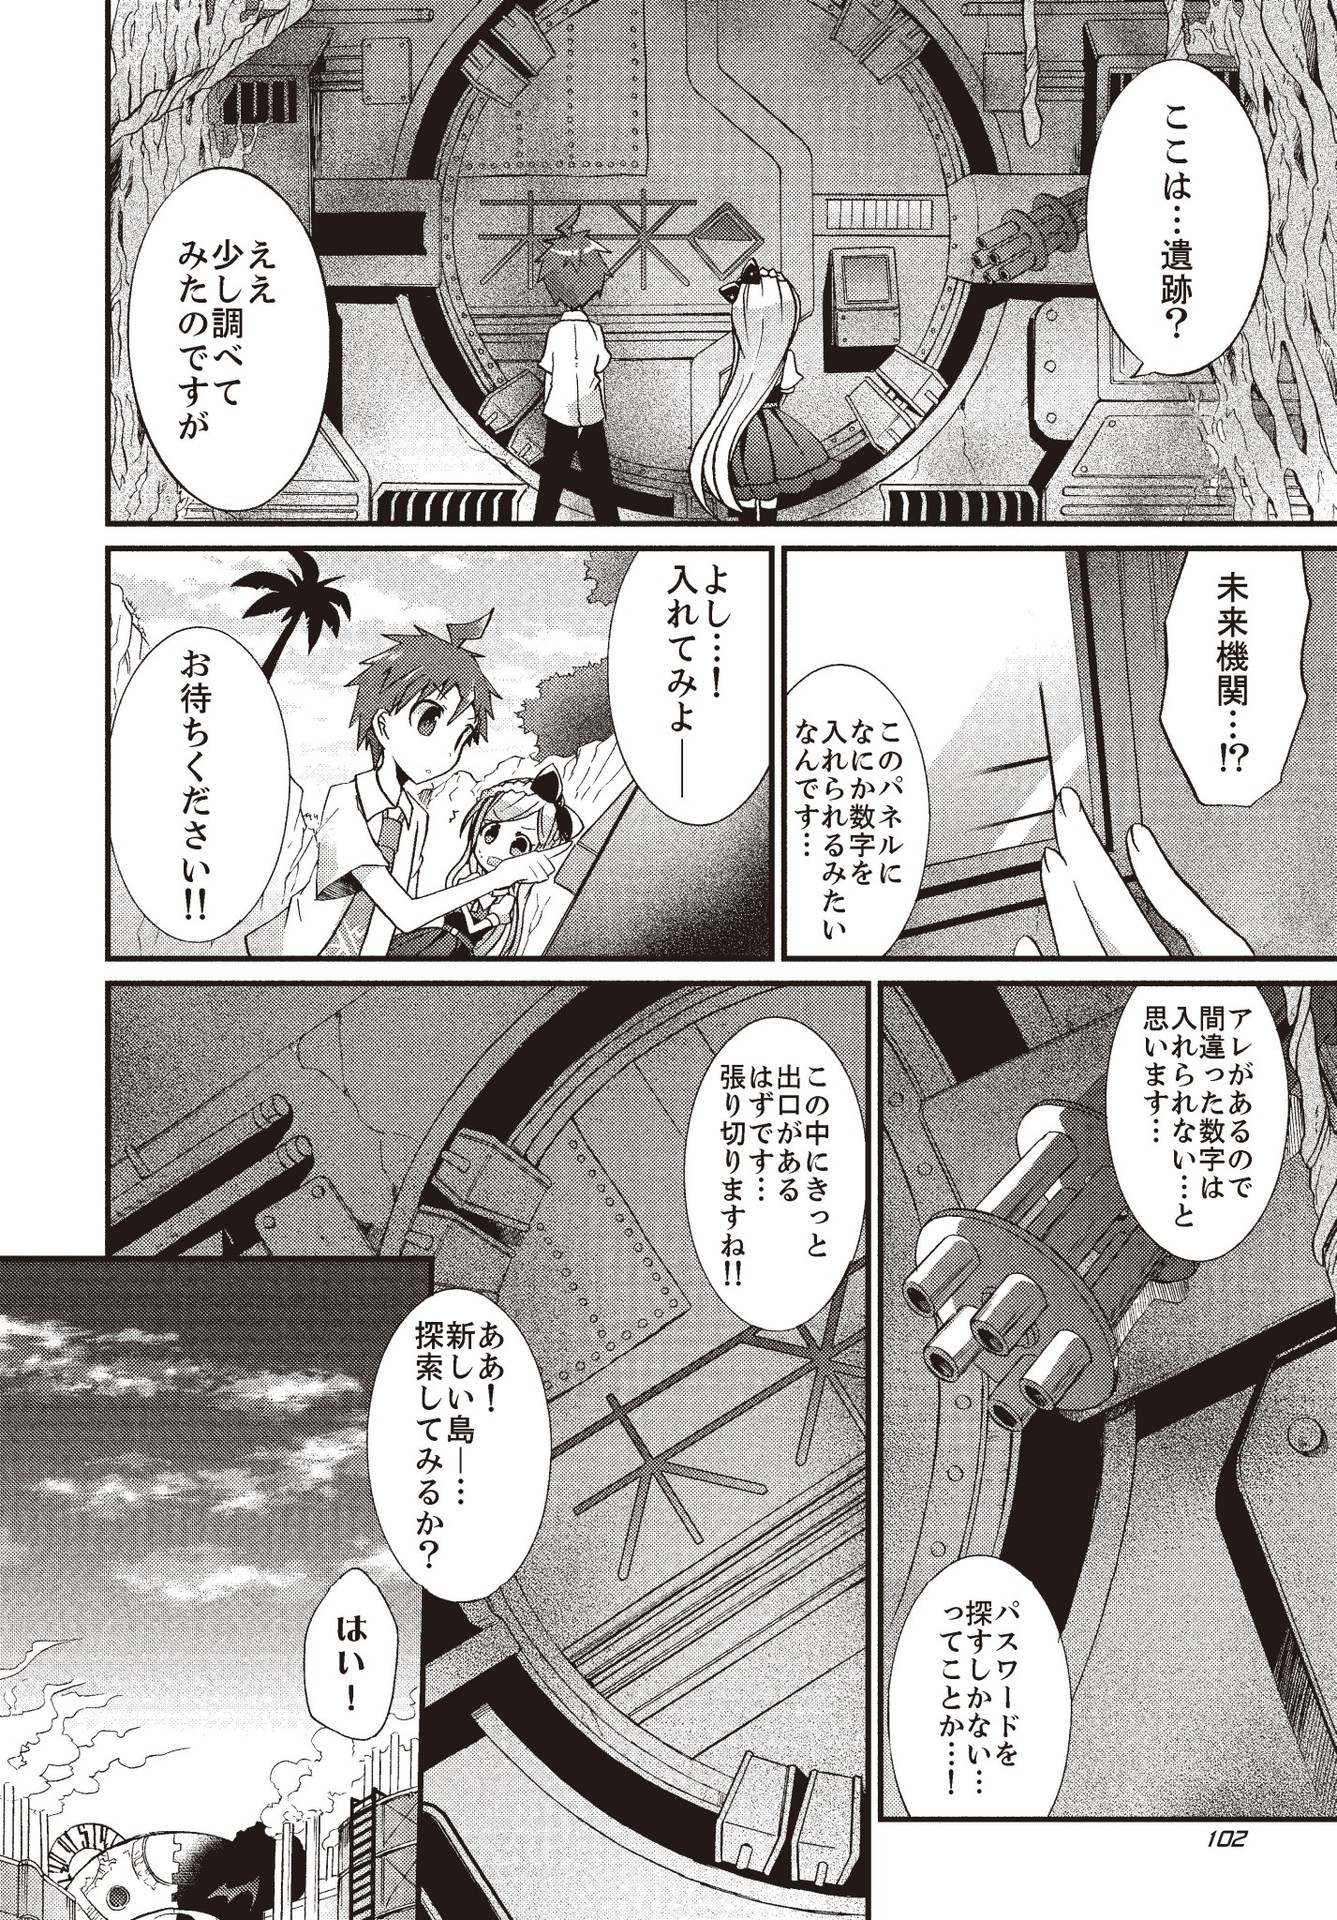 ここは…遺跡?
ええ
少し調べて
みたのですが
未来機関…!?
このパネルに
なにか数字を
入れられるみたい
なんです…
よし…!
入れてみよ──
お待ちください!!
アレがあるので
間違った数字は
入れられない…と
思います…
パスワードを
探すしかない…
ってことか…!
この中にきっと
出口がある
はずです…
張り切りますね!!
ああ!
新しい島─…
探索してみるか?
はい!
102